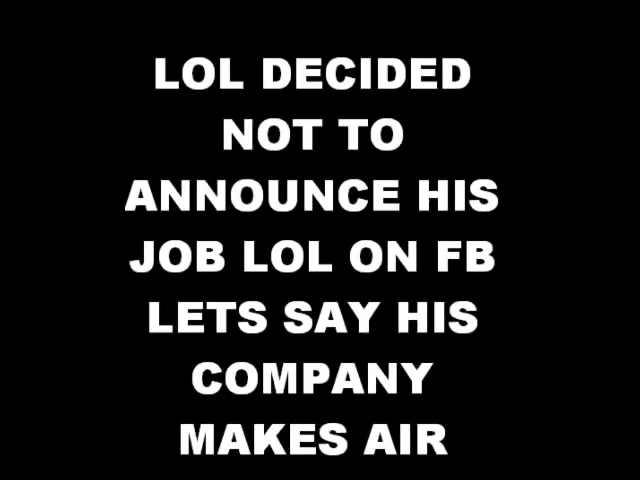 LOL DECIDED
NOT TO
ANNOUNCE HIS
JOB LOL ON FB
LETS SAY HIS
COMPANY
MAKES AIR